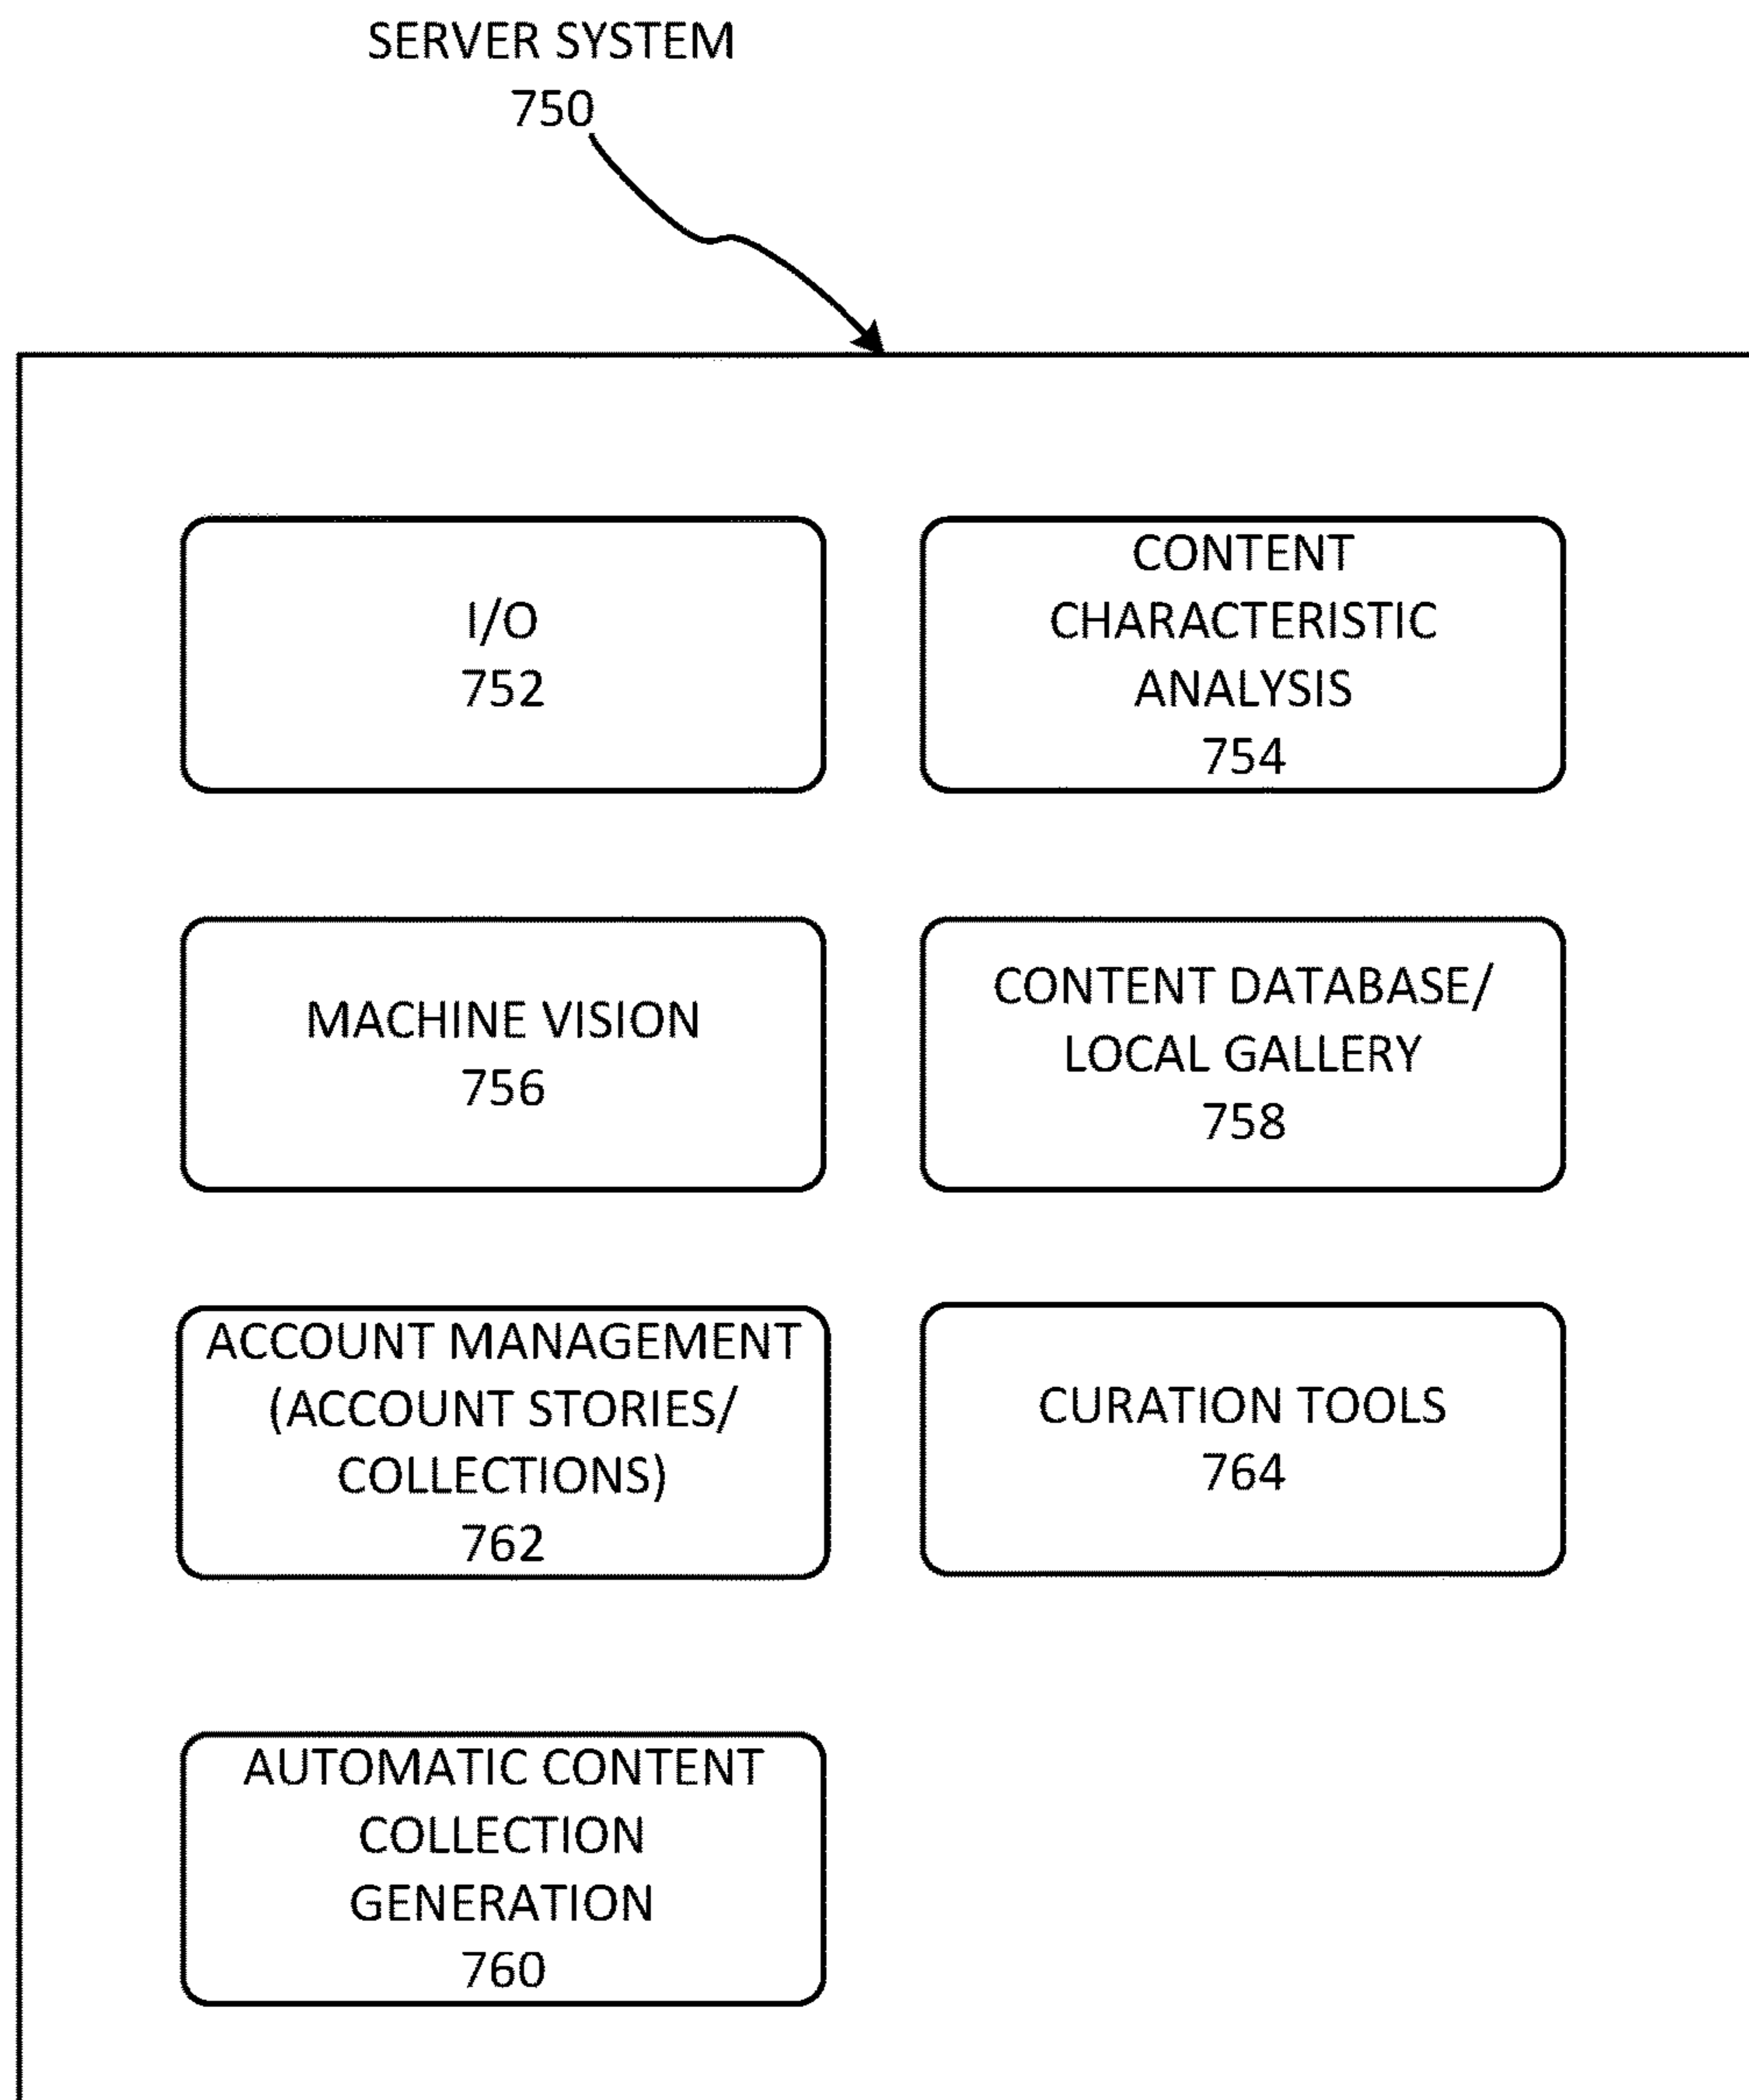 SERVER SYSTEM
750
I/O
752
CONTENT
CHARACTERISTIC
ANALYSIS
754
MACHINE VISION
756
CONTENT DATABASE/
LOCAL GALLERY
758
ACCOUNT MANAGEMENT
(ACCOUNT STORIES/
COLLECTIONS)
762
CURATION TOOLS
764
AUTOMATIC CONTENT
COLLECTION
GENERATION
760